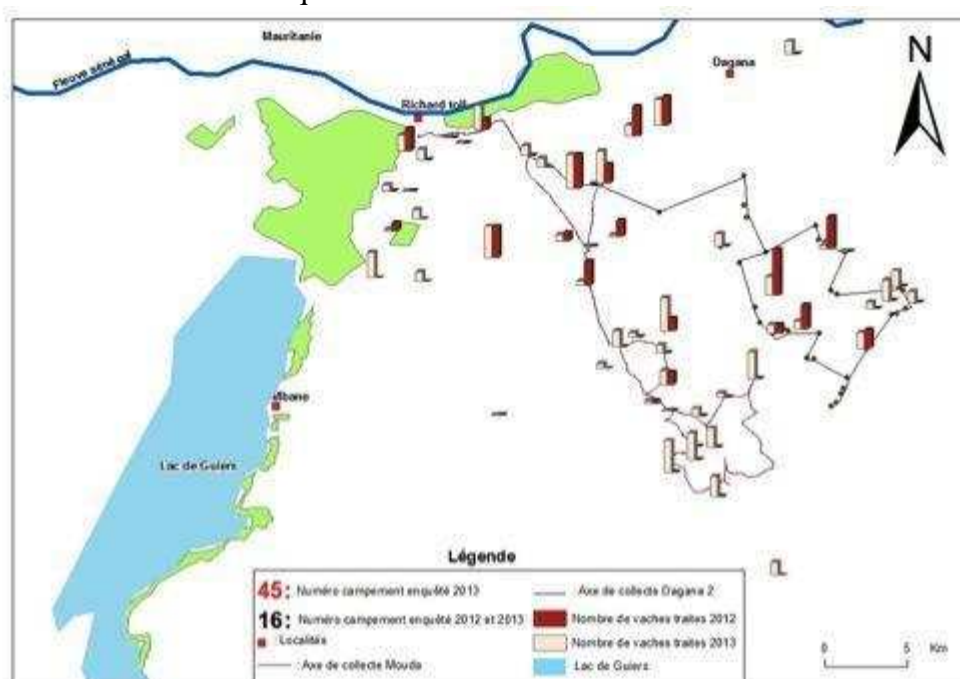 Mauritanie
Fleuve sénégal
N
Dagana
Richard toll
Mbane
Lac de Guiers
Légende
45: Numéro campement enquêté 2013
16: Numéro campement enquêté 2012 et 2013
Localités
Axe de collecte Mouda
Axe de collecte Dagana 2
Nombre de vaches traites 2012
Nombre de vaches traites 2013
Lac de Guiers
0 5 Km